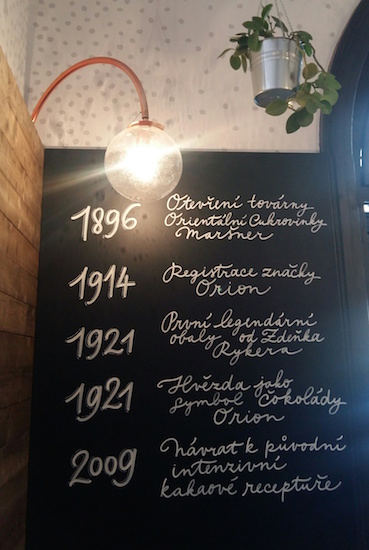 1896 Otevření továrny
Orientální Cukrovinky
Maršner
1914 Registrace značky
Orion
1921 První legendární
obaly od Zdeňka
Rykera
1921 Hvězda jako
symbol Čokolády
Orion
2009 Návrat k původní
intenzivní
kakaové receptuře